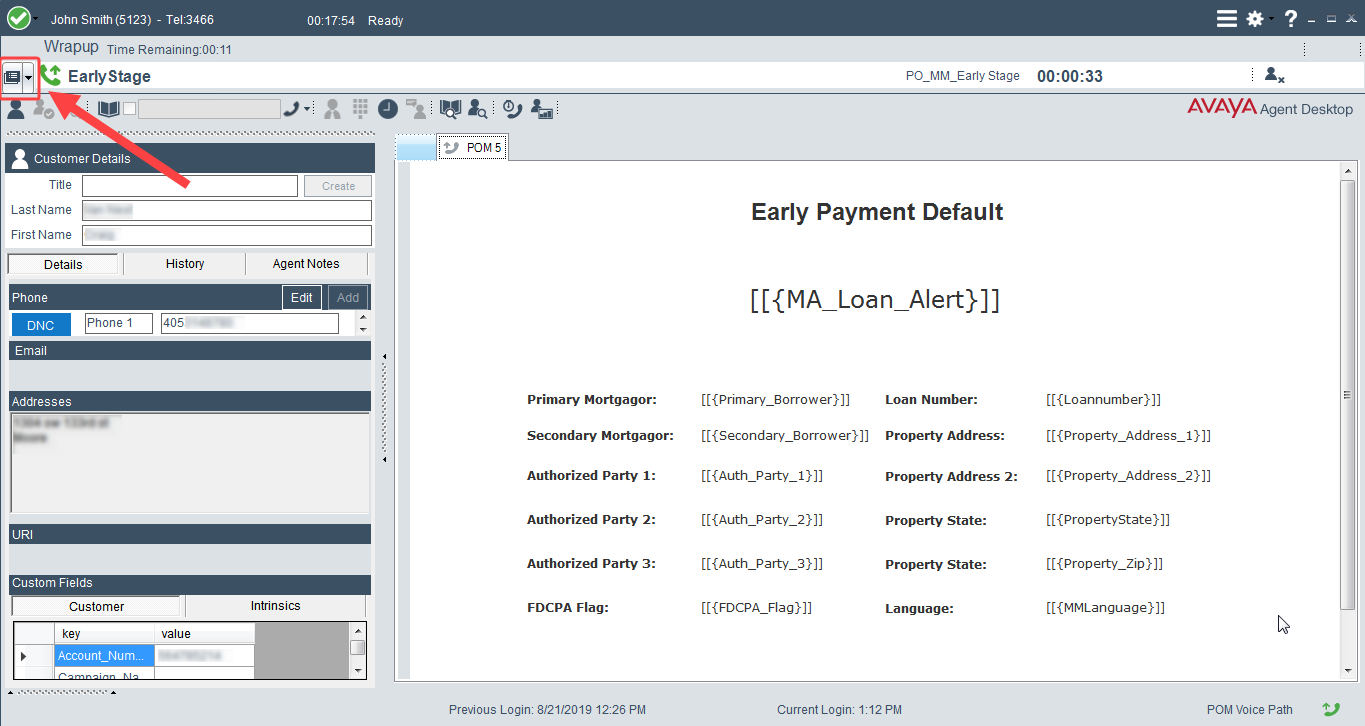 John Smith (5123) - Tel:3466 00:17:54 Ready ?
Wrapup Time Remaining:00:11
EarlyStage PO_MM_Early Stage 00:00:33
AVAYA Agent Desktop
Customer Details
Title Create
Last Name
First Name
Details History Agent Notes
Phone Edit Add
DNC Phone 1 405
Email
Addresses
URI
Custom Fields
Customer Intrinsics
key value
Account_Num...
Campaign_Na
POM 5
Early Payment Default
[[{MA_Loan_Alert}]]
Primary Mortgagor: [[{Primary_Borrower}]] Loan Number: [[{Loannumber}]]
Secondary Mortgagor: [[{Secondary_Borrower}]] Property Address: [[{Property_Address_1}]]
Authorized Party 1: [[{Auth_Party_1}]] Property Address 2: [[{Property_Address_2}]]
Authorized Party 2: [[{Auth_Party_2}]] Property State: [[{PropertyState}]]
Authorized Party 3: [[{Auth_Party_3}]] Property State: [[{Property_Zip}]]
FDCPA Flag: [[{FDCPA_Flag}]] Language: [[{MMLanguage}]]
Previous Login: 8/21/2019 12:26 PM Current Login: 1:12 PM POM Voice Path